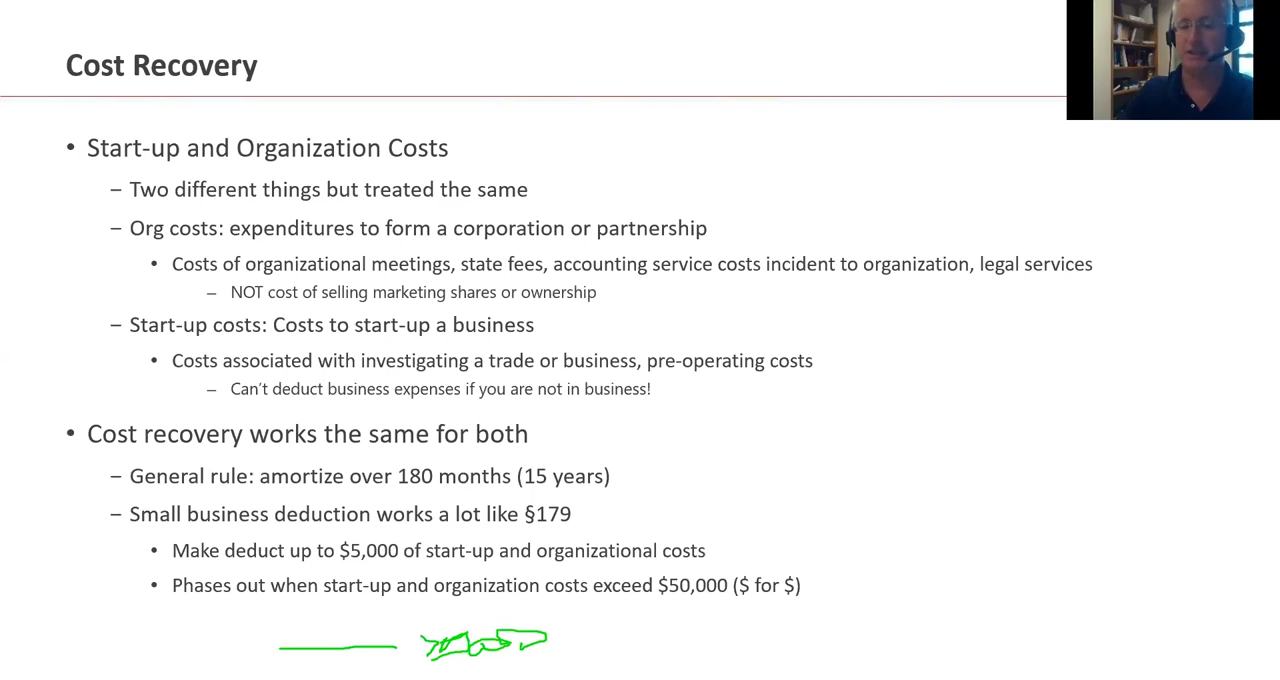 Cost Recovery
• Start-up and Organization Costs
– Two different things but treated the same
– Org costs: expenditures to form a corporation or partnership
• Costs of organizational meetings, state fees, accounting service costs incident to organization, legal services
– NOT cost of selling marketing shares or ownership
– Start-up costs: Costs to start-up a business
• Costs associated with investigating a trade or business, pre-operating costs
– Can't deduct business expenses if you are not in business!
• Cost recovery works the same for both
– General rule: amortize over 180 months (15 years)
– Small business deduction works a lot like §179
• Make deduct up to $5,000 of start-up and organizational costs
• Phases out when start-up and organization costs exceed $50,000 ($ for $)